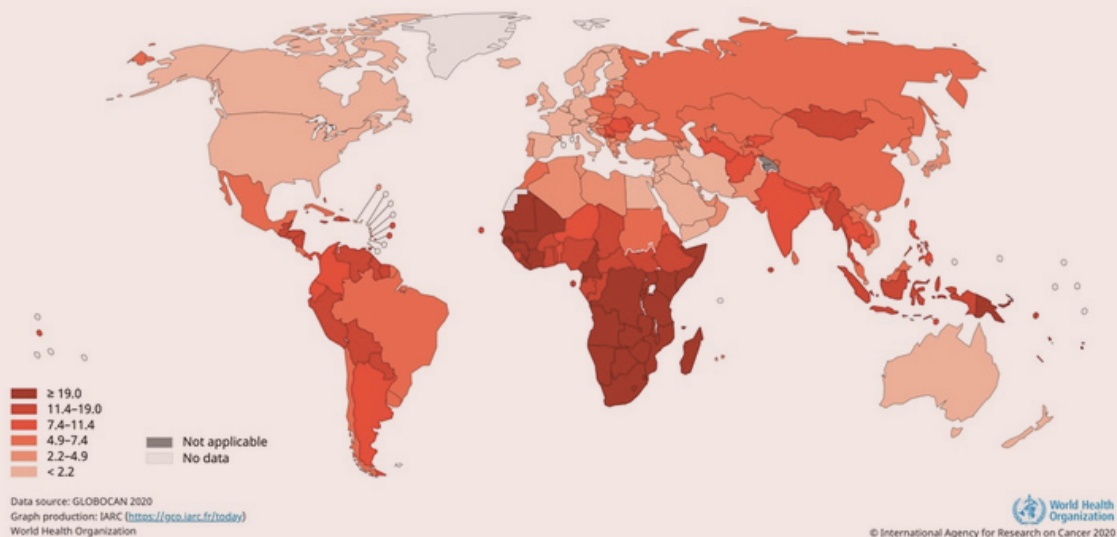 ≥ 19.0
11.4–19.0
7.4–11.4
4.9–7.4
2.2–4.9
< 2.2
Not applicable
No data
Data source: GLOBOCAN 2020
Graph production: IARC (https://gco.iarc.fr/today)
World Health Organization
World Health
Organization
© International Agency for Research on Cancer 2020